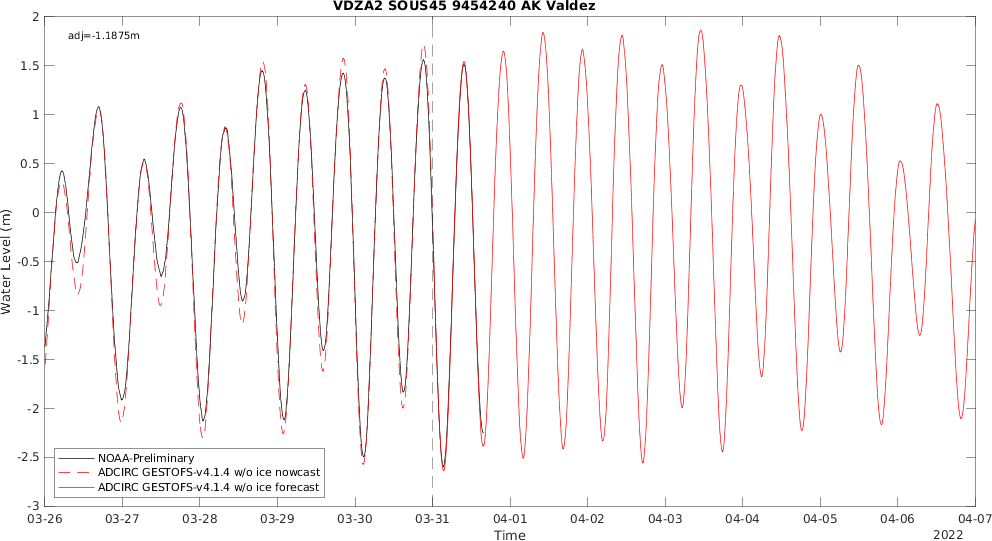 VDZA2 SOUS45 9454240 AK Valdez
adj=-1.1875m
2
1.5
1
0.5
0
-0.5
-1
-1.5
-2
-2.5
-3
Water Level (m)
NOAA-Preliminary
ADCIRC GESTOFS-v4.1.4 w/o ice nowcast
ADCIRC GESTOFS-v4.1.4 w/o ice forecast
03-26 03-27 03-28 03-29 03-30 03-31 04-01 04-02 04-03 04-04 04-05 04-06 04-07
Time
2022